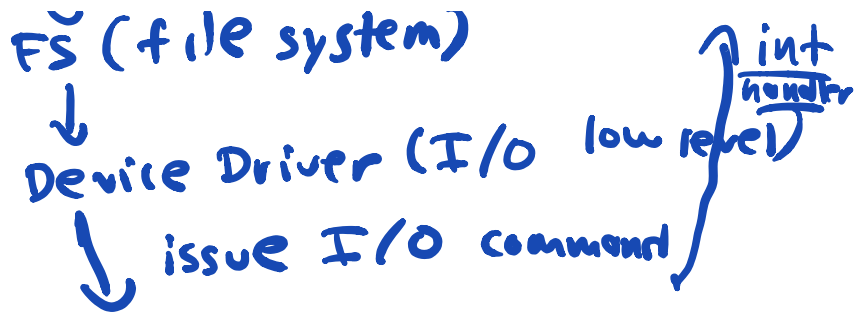 FS (file system)
int
handler
Device Driver (I/O low level)
issue I/O command